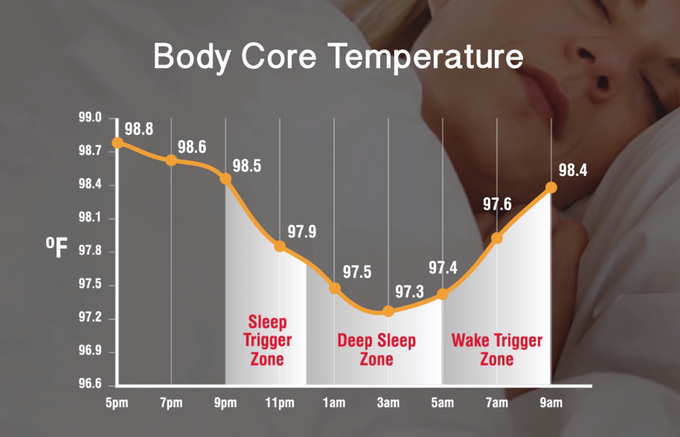 Body Core Temperature
99.0
98.7
98.4
98.1
97.8
97.5
97.2
96.9
96.6
ºF
98.8
98.6
98.5
97.9
97.5
97.3
97.4
97.6
98.4
Sleep
Trigger
Zone
Deep Sleep
Zone
Wake Trigger
Zone
5pm 7pm 9pm 11pm 1am 3am 5am 7am 9am